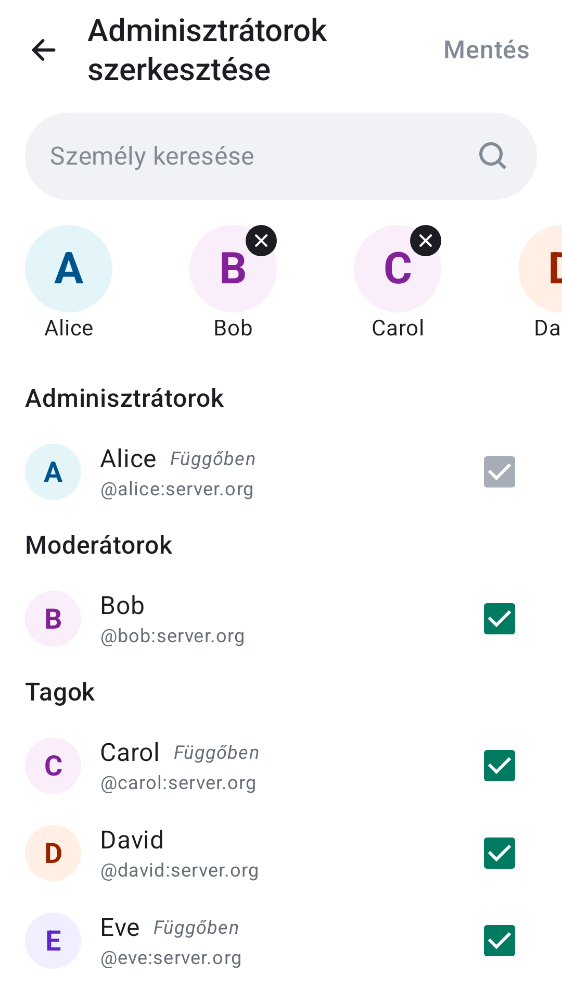 Adminisztrátorok
szerkesztése
Mentés
Személy keresése
A
B
C
Alice
Bob
Carol
Da
Adminisztrátorok
A
Alice Függőben
@alice:server.org
Moderátorok
B
Bob
@bob:server.org
Tagok
C
Carol Függőben
@carol:server.org
D
David
@david:server.org
E
Eve Függőben
@eve:server.org